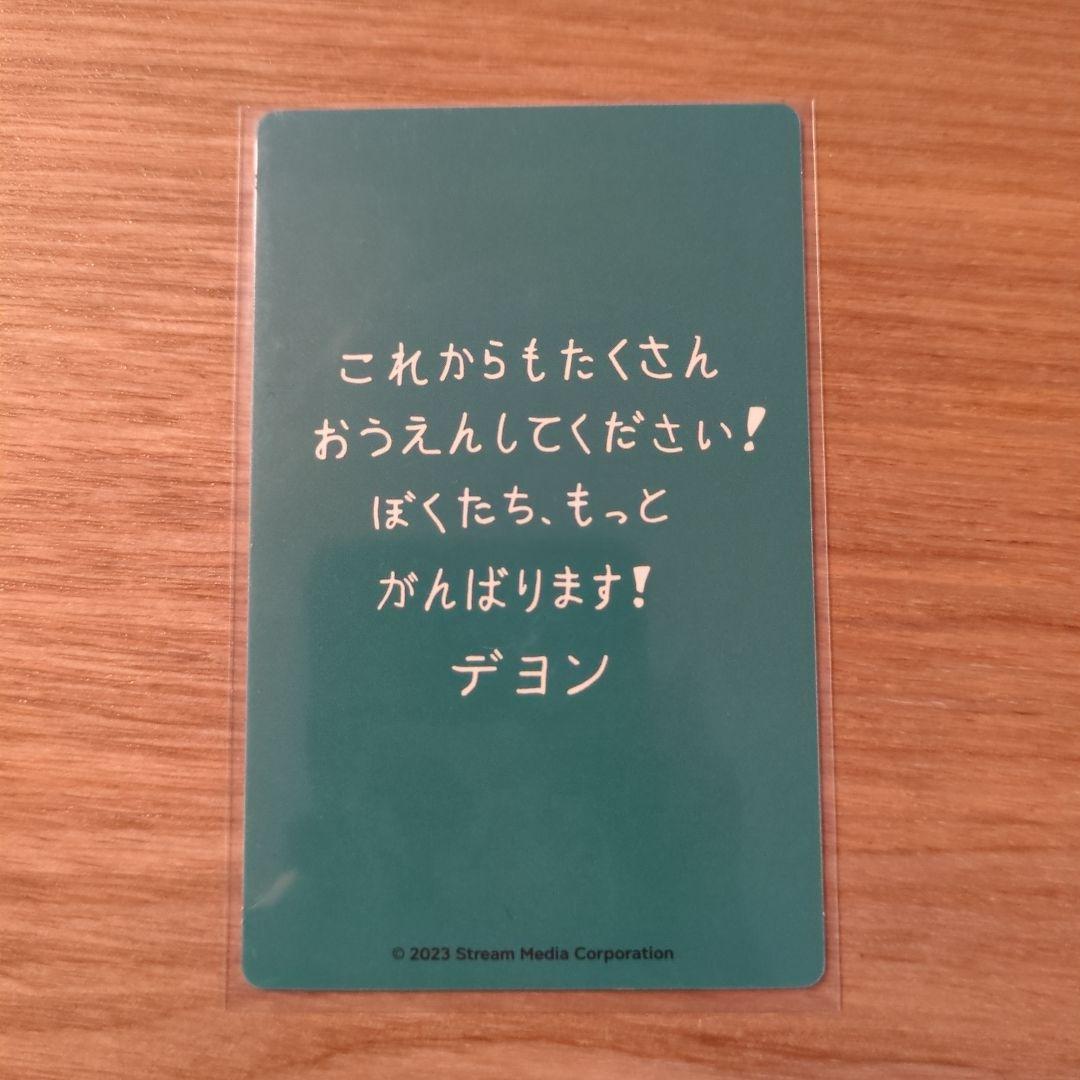 これからもたくさん
おうえんしてください!
ぼくたち、もっと
がんばります!
デヨン
© 2023 Stream Media Corporation